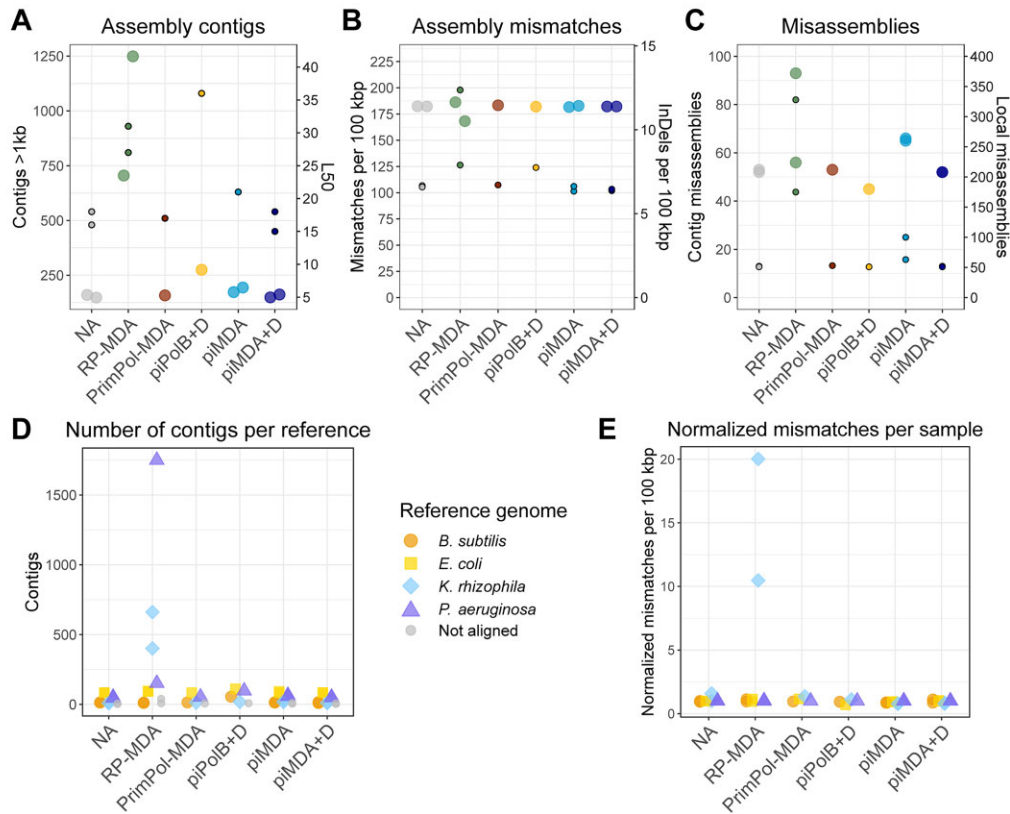 A Assembly contigs
Contigs >1kb
1250
1000
750
500
250
40
35
30
25
20
15
10
5
L50
NA
RP-MDA
PrimPol-MDA
piPolB+D
piMDA
piMDA+D
B Assembly mismatches
Mismatches per 100 kbp
225
200
175
150
125
100
75
50
25
0
15
10
5
0
InDels per 100 kbp
NA
RP-MDA
PrimPol-MDA
piPolB+D
piMDA
piMDA+D
C Misassemblies
Contig misassemblies
100
80
60
40
20
0
400
350
300
250
200
150
100
50
0
Local misassemblies
NA
RP-MDA
PrimPol-MDA
piPolB+D
piMDA
piMDA+D
D Number of contigs per reference
Contigs
1500
1000
500
0
NA
RP-MDA
PrimPol-MDA
piPolB+D
piMDA
piMDA+D
Reference genome
B. subtilis
E. coli
K. rhizophila
P. aeruginosa
Not aligned
E Normalized mismatches per sample
Normalized mismatches per 100 kbp
20
15
10
5
0
NA
RP-MDA
PrimPol-MDA
piPolB+D
piMDA
piMDA+D